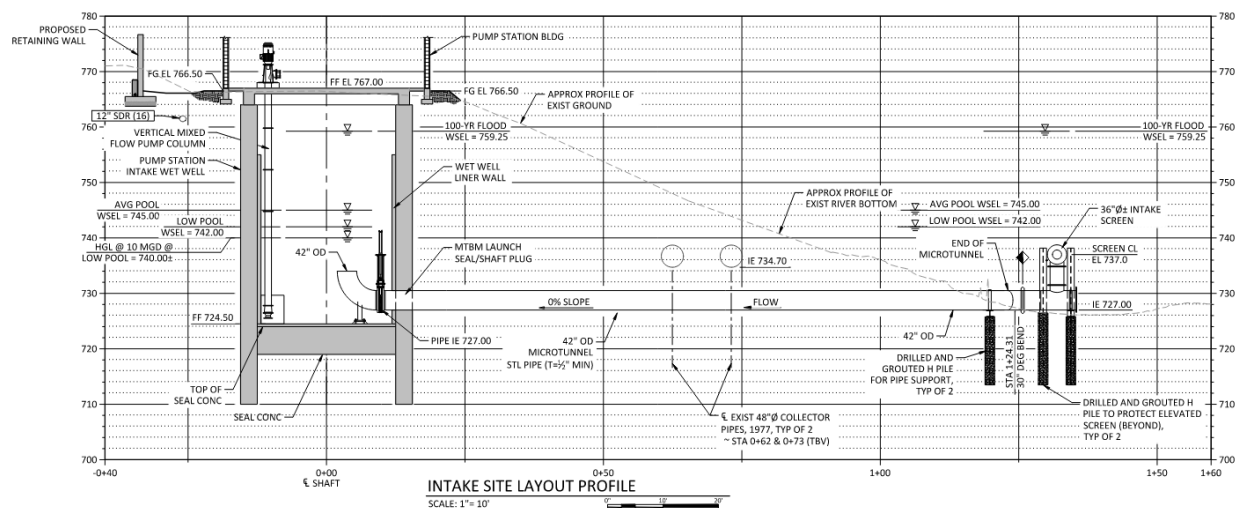 780
770
760
750
740
730
720
710
700
780
770
760
750
740
730
720
710
700
PROPOSED
RETAINING WALL
FG EL 766.50
FF EL 767.00
PUMP STATION BLDG
FG EL 766.50
12" SDR (16)
VERTICAL MIXED
FLOW PUMP COLUMN
PUMP STATION
INTAKE WET WELL
APPROX PROFILE OF
EXIST GROUND
100-YR FLOOD
WSEL = 759.25
100-YR FLOOD
WSEL = 759.25
WET WELL
LINER WALL
APPROX PROFILE OF
EXIST RIVER BOTTOM
AVG POOL
WSEL = 745.00
LOW POOL
WSEL = 742.00
HGL @ 10 MGD @
LOW POOL = 740.00±
AVG POOL WSEL = 745.00
LOW POOL WSEL = 742.00
36"Ø± INTAKE
SCREEN
42" OD
MTBM LAUNCH
SEAL/SHAFT PLUG
IE 734.70
END OF
MICROTUNNEL
SCREEN CL
EL 737.0
0% SLOPE
FLOW
IE 727.00
FF 724.50
PIPE IE 727.00
42" OD
MICROTUNNEL
STL PIPE (T=½" MIN)
42" OD
DRILLED AND
GROUTED H PILE
FOR PIPE SUPPORT,
TYP OF 2
STA 1+24.31
30° DEG BEND
TOP OF
SEAL CONC
SEAL CONC
℄ EXIST 48"Ø COLLECTOR
PIPES, 1977, TYP OF 2
~ STA 0+62 & 0+73 (TBV)
DRILLED AND GROUTED H
PILE TO PROTECT ELEVATED
SCREEN (BEYOND),
TYP OF 2
-0+40
0+00
0+50
1+00
1+50
1+60
℄ SHAFT
INTAKE SITE LAYOUT PROFILE
SCALE: 1"= 10'
0"
10'
20'